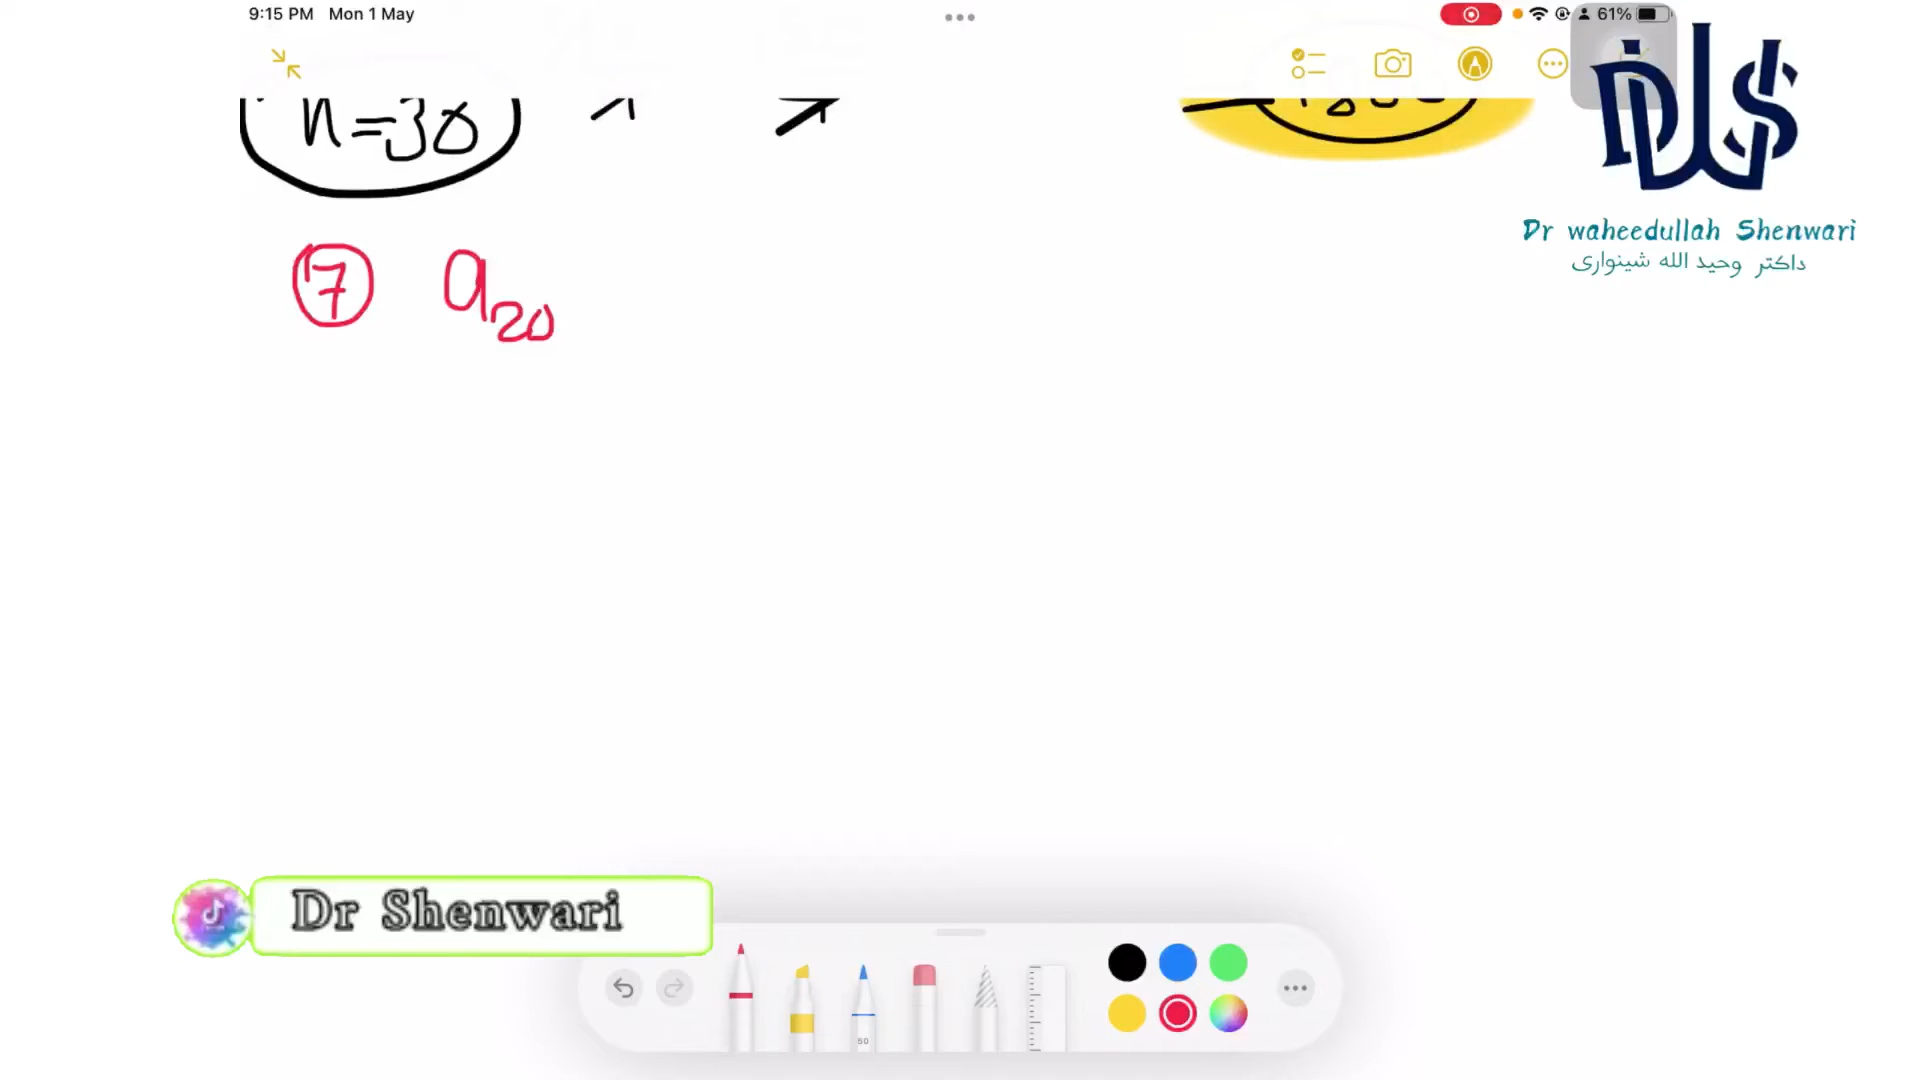 9:15 PM Mon 1 May
61%
n=30
Dr waheedullah Shenwari
داکتر وحید الله شینواری
7 a20
Dr Shenwari
50